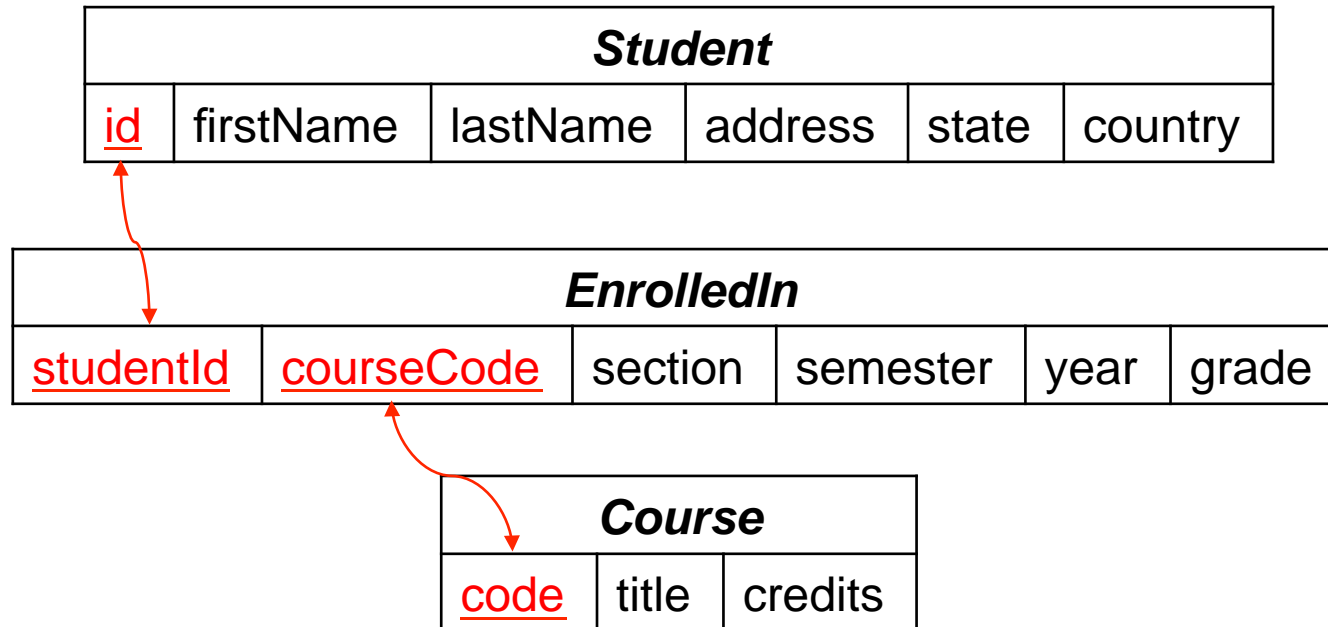 Student
id firstName lastName address state country
EnrolledIn
studentId courseCode section semester year grade
Course
code title credits